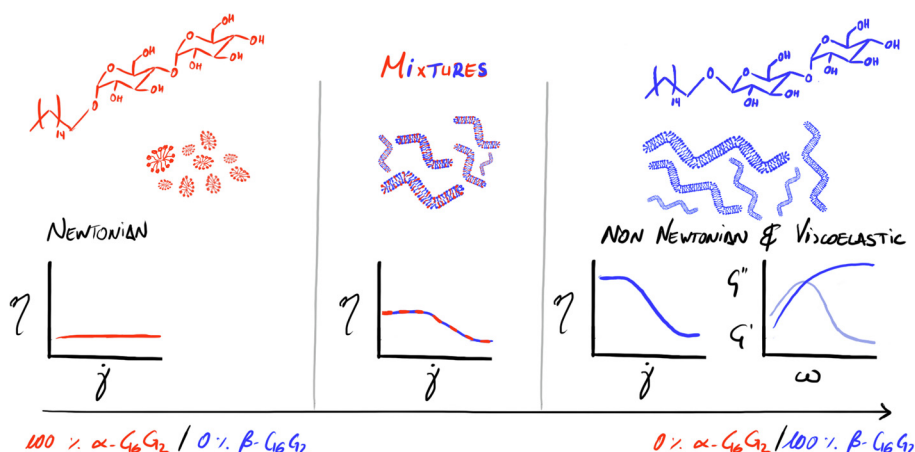 MIXTURES
OH
O
OH
O
OH
O
OH
OH
OH
O
OH
O
14
OH
OH
O
OH
OH
O
O
OH
O
OH
O
OH
OH
14
NEWTONIAN
NON NEWTONIAN & VISCOELASTIC
η
γ̇
η
γ̇
η
γ̇
G''
G'
ω
100 % α-C₁₆G₂ / 0 % β-C₁₆G₂
0 % α-C₁₆G₂ / 100 % β-C₁₆G₂